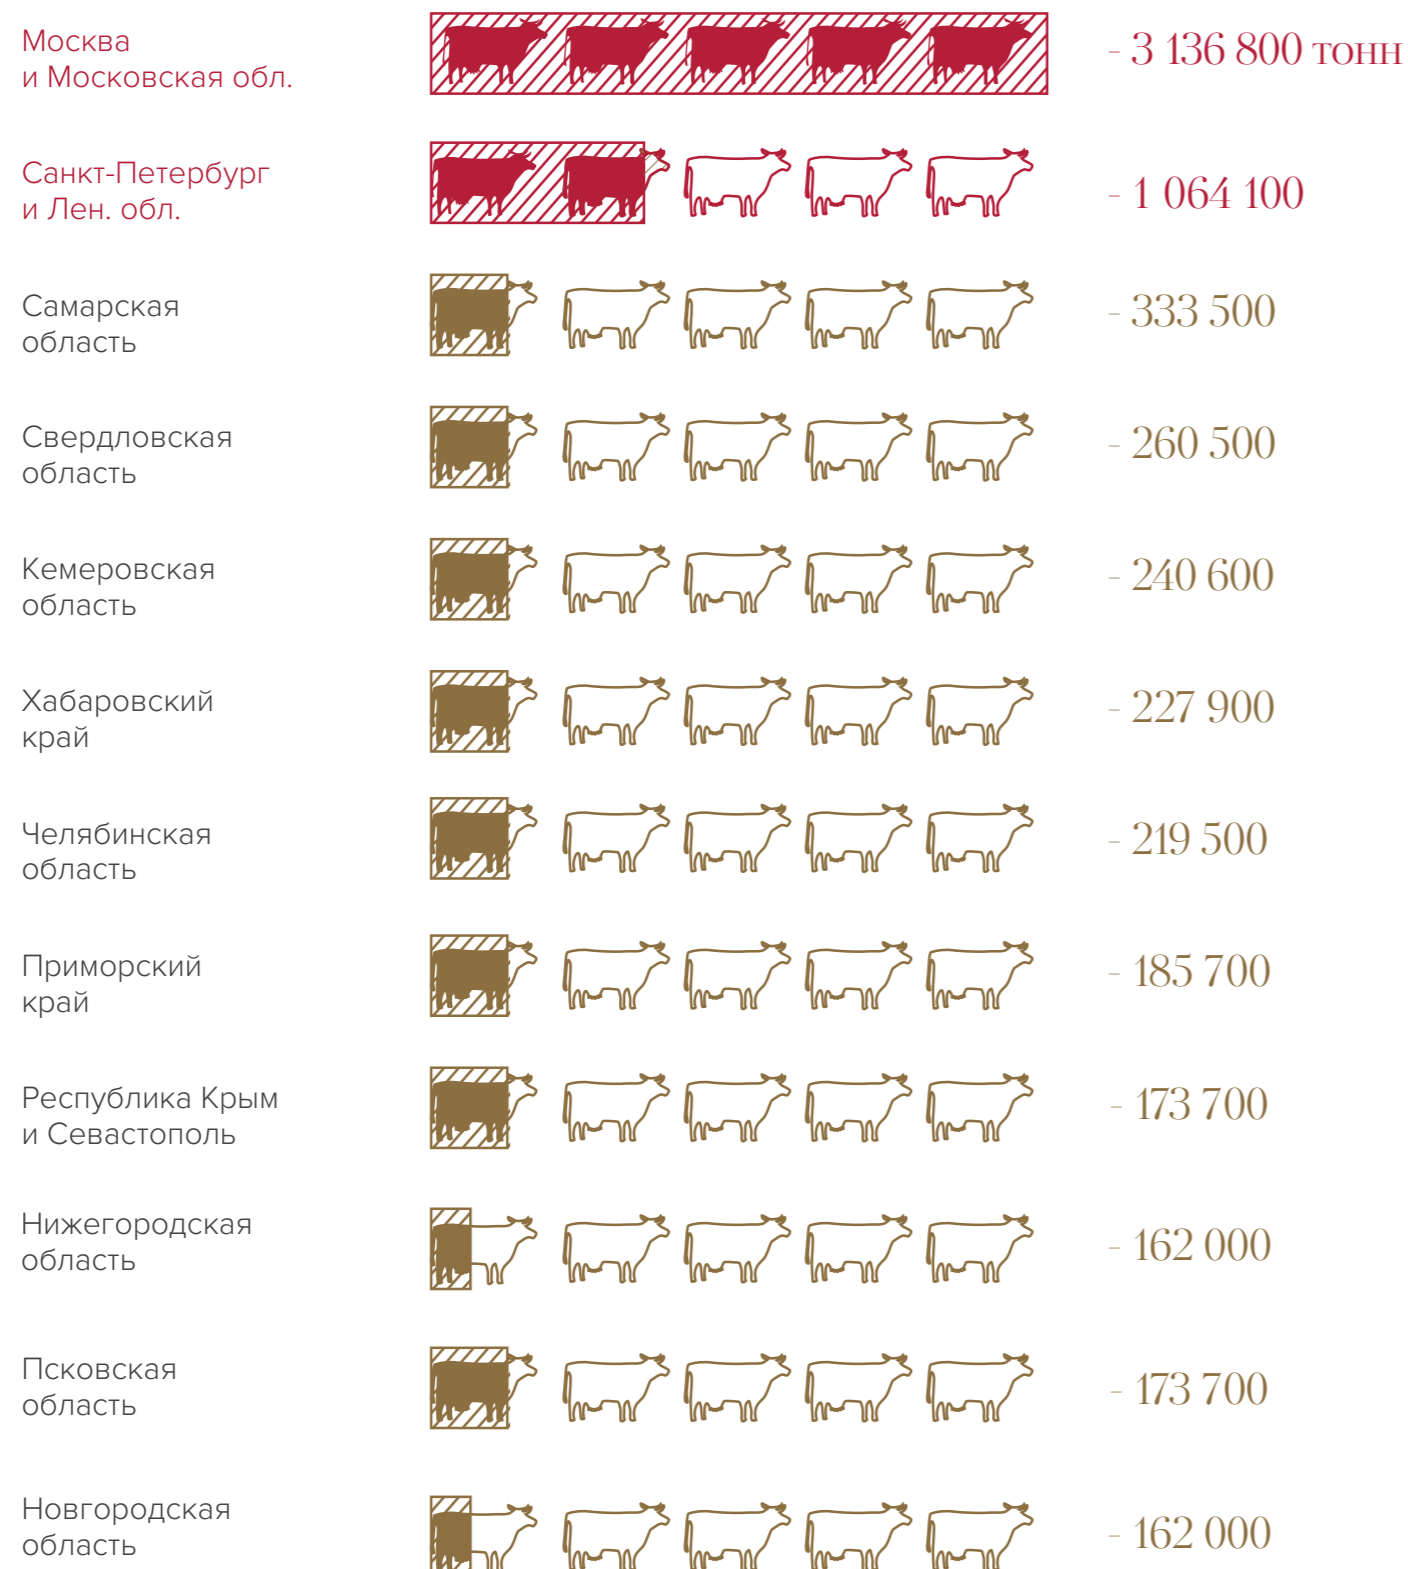 Москва
и Московская обл.
- 3 136 800 тонн
Санкт-Петербург
и Лен. обл.
- 1 064 100
Самарская
область
- 333 500
Свердловская
область
- 260 500
Кемеровская
область
- 240 600
Хабаровский
край
- 227 900
Челябинская
область
- 219 500
Приморский
край
- 185 700
Республика Крым
и Севастополь
- 173 700
Нижегородская
область
- 162 000
Псковская
область
- 173 700
Новгородская
область
- 162 000